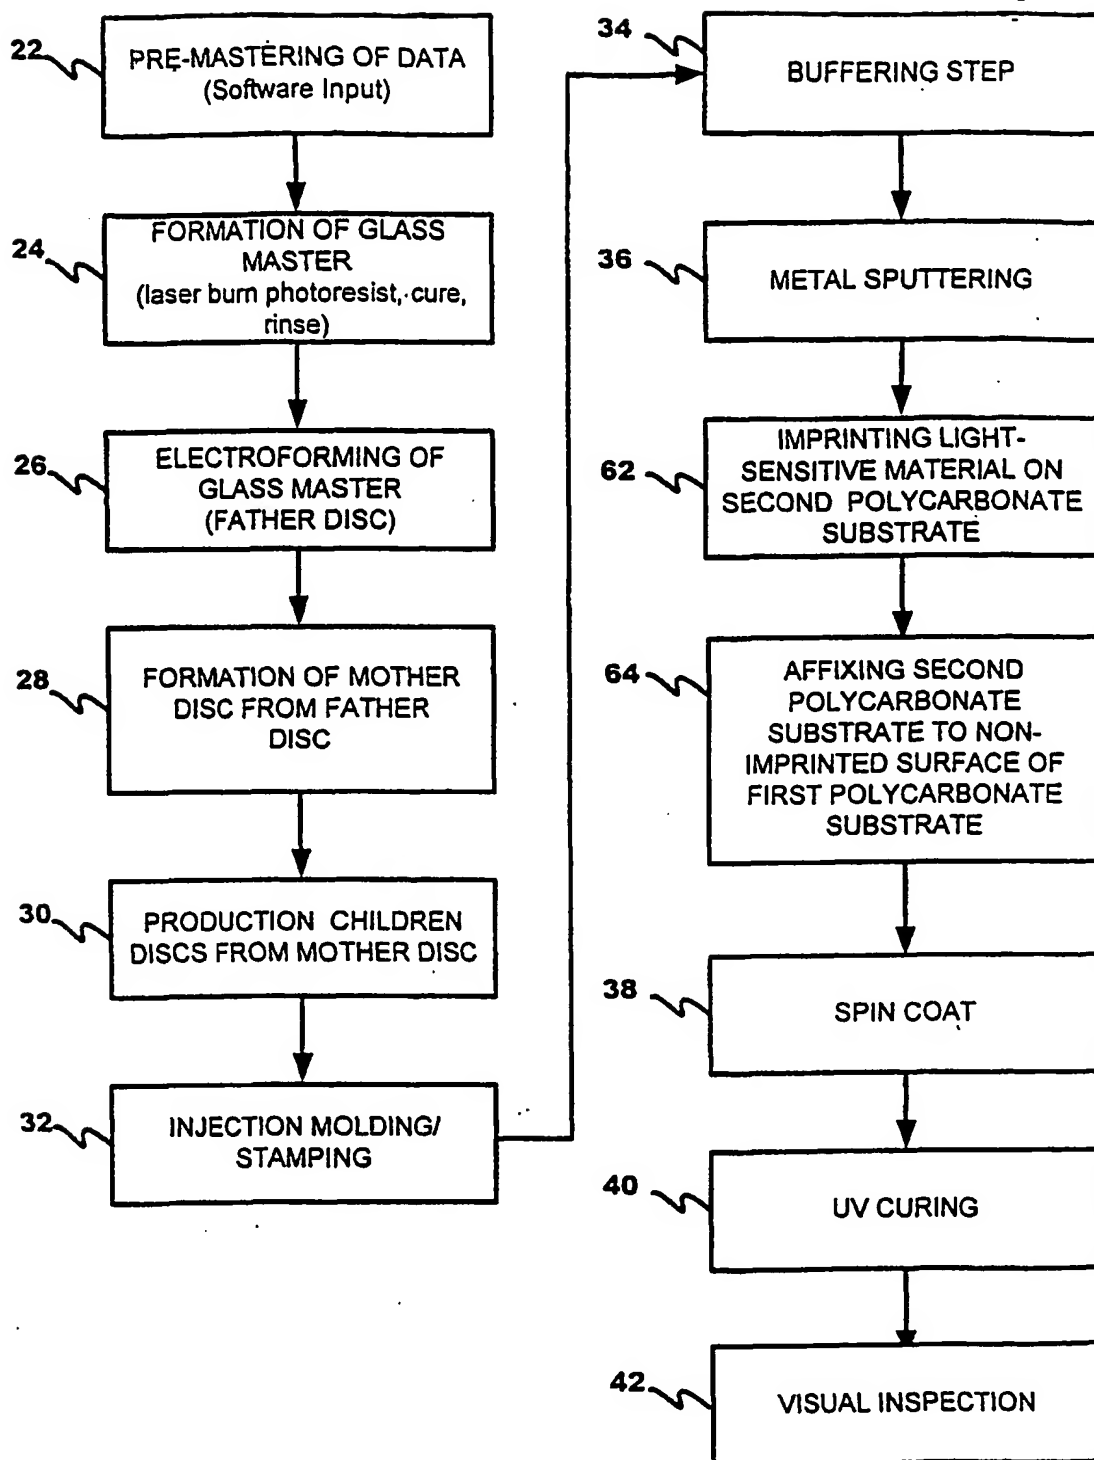 22
PRE-MASTERING OF DATA
(Software Input)
24
FORMATION OF GLASS
MASTER
(laser burn photoresist, cure,
rinse)
26
ELECTROFORMING OF
GLASS MASTER
(FATHER DISC)
28
FORMATION OF MOTHER
DISC FROM FATHER
DISC
30
PRODUCTION CHILDREN
DISCS FROM MOTHER DISC
32
INJECTION MOLDING/
STAMPING
34
BUFFERING STEP
36
METAL SPUTTERING
62
IMPRINTING LIGHT-
SENSITIVE MATERIAL ON
SECOND POLYCARBONATE
SUBSTRATE
64
AFFIXING SECOND
POLYCARBONATE
SUBSTRATE TO NON-
IMPRINTED SURFACE OF
FIRST POLYCARBONATE
SUBSTRATE
38
SPIN COAT
40
UV CURING
42
VISUAL INSPECTION